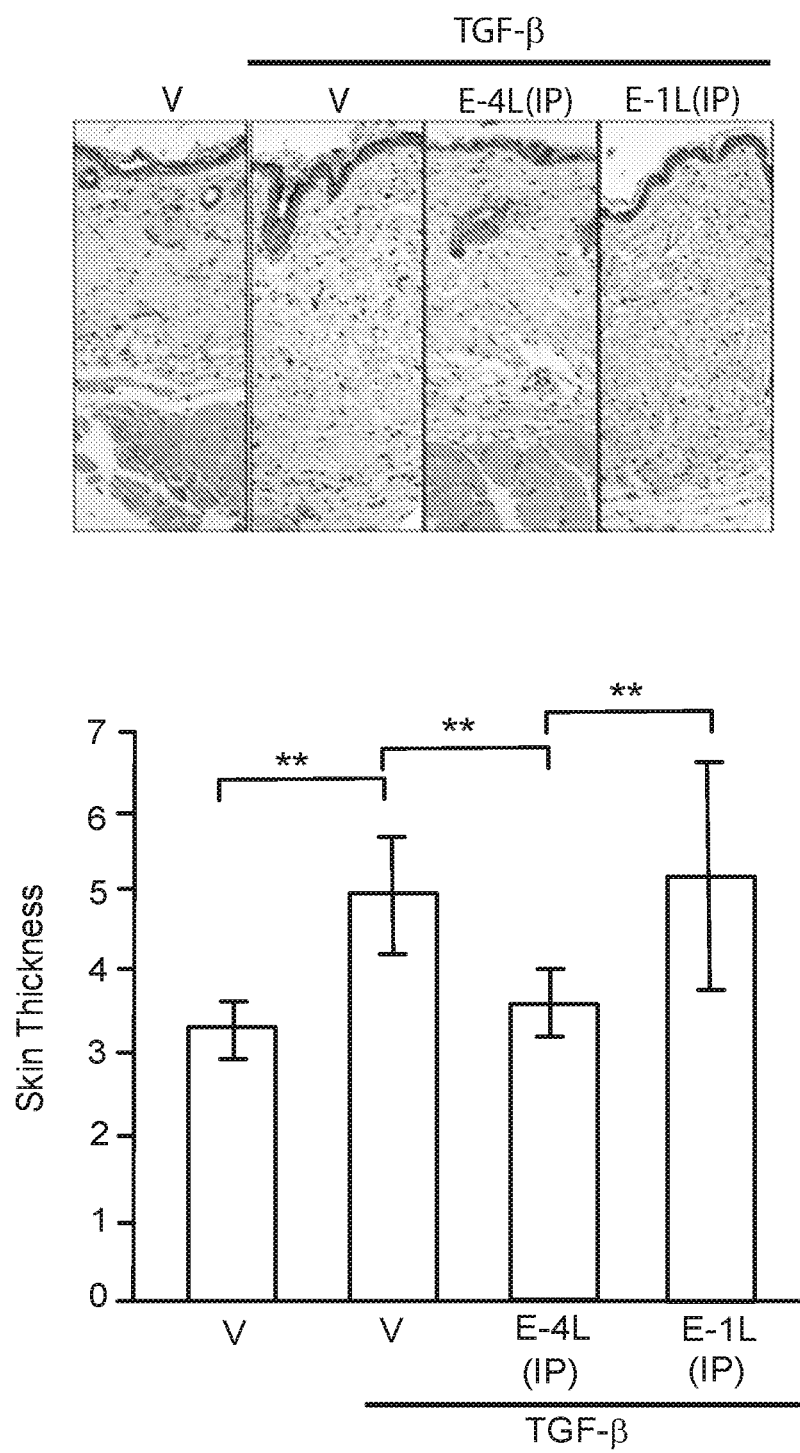 TGF-β
V V E-4L(IP) E-1L(IP)
** ** **
7
6
5
4
3
2
1
0
Skin Thickness
V V E-4L (IP) E-1L (IP)
TGF-β